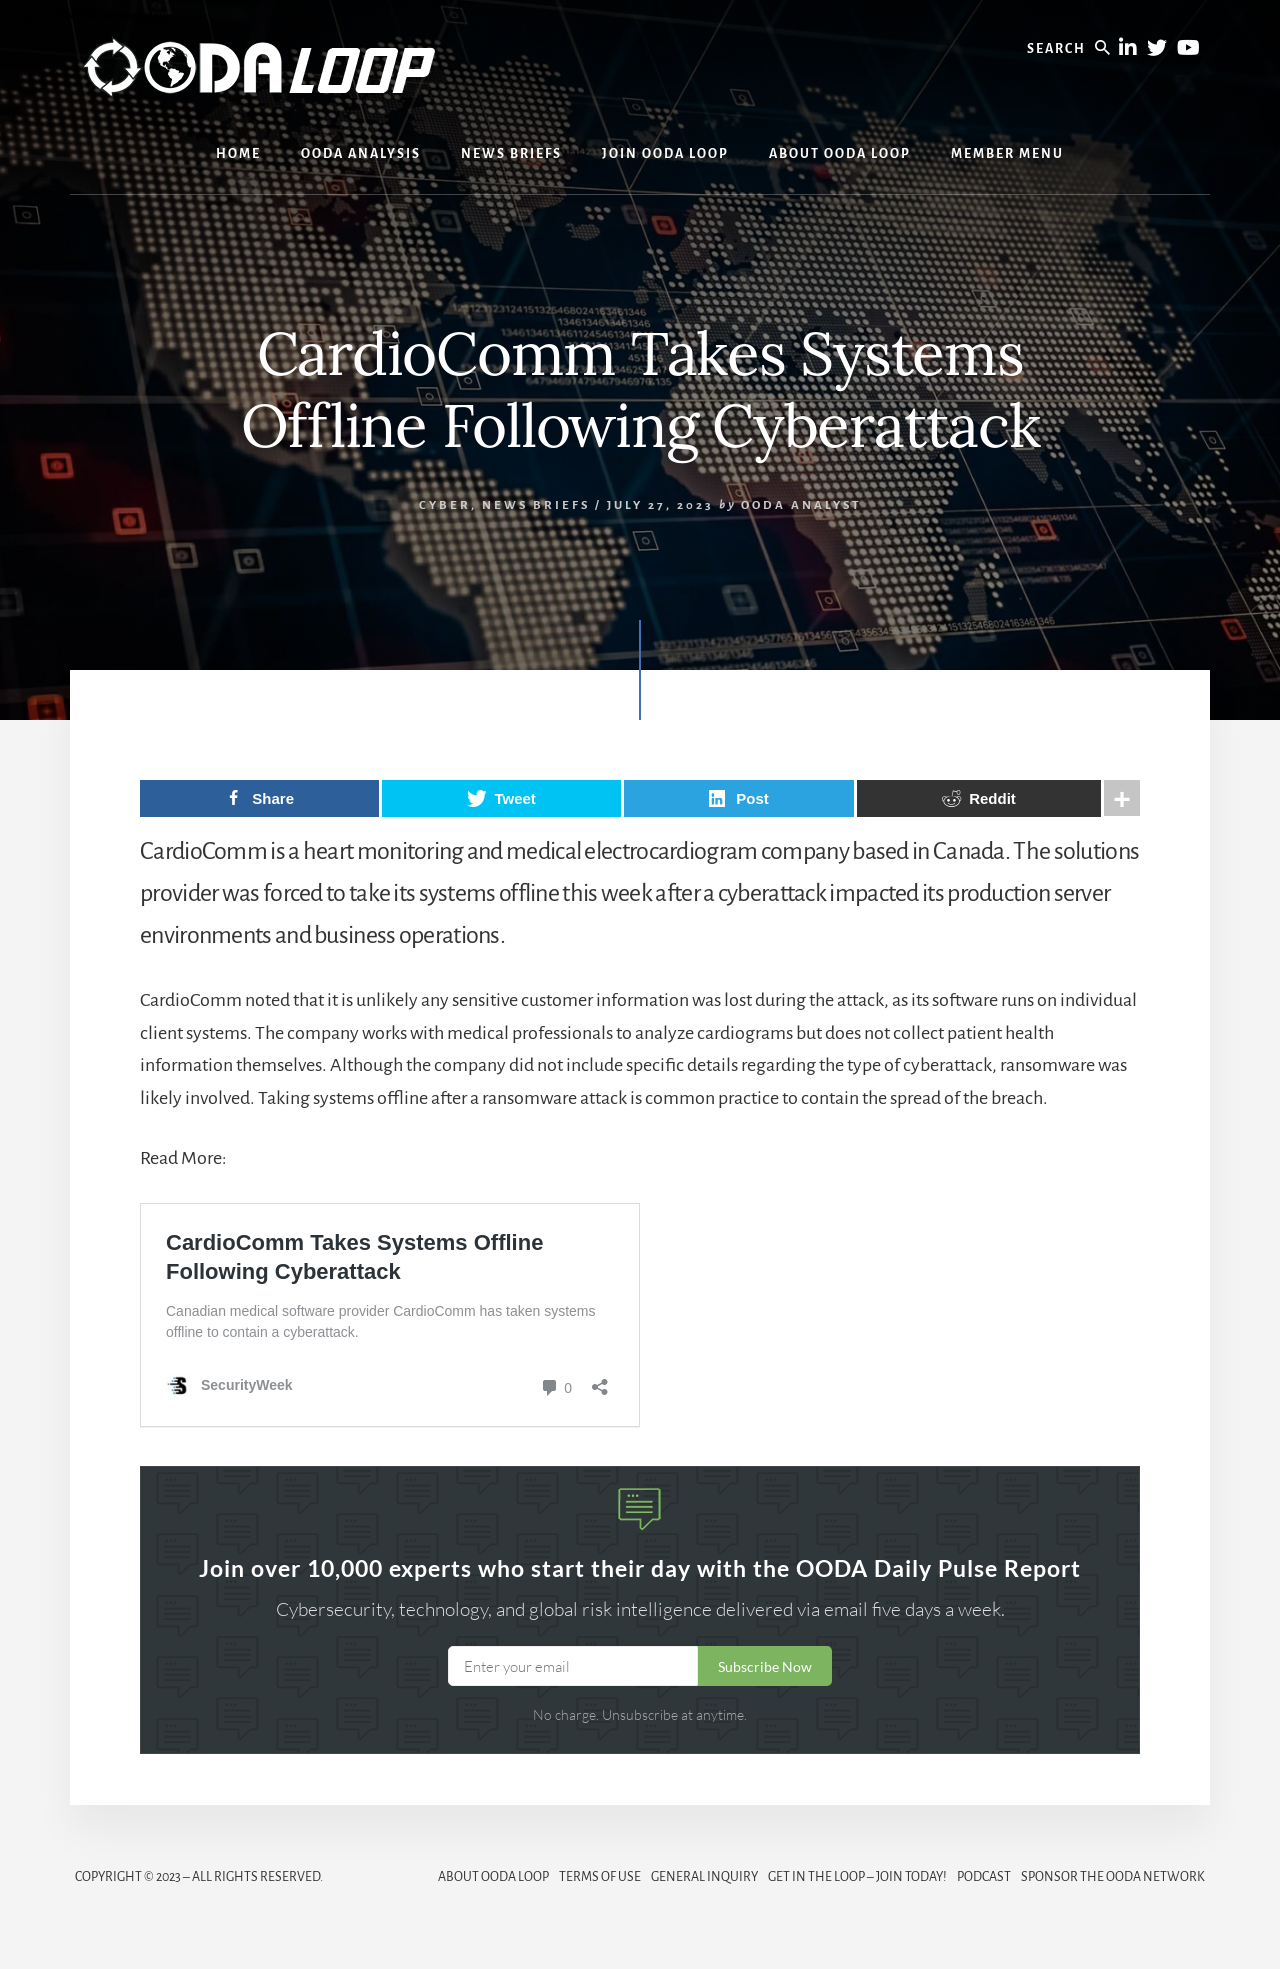 OODA LOOP
SEARCH
HOME
OODA ANALYSIS
NEWS BRIEFS
JOIN OODA LOOP
ABOUT OODA LOOP
MEMBER MENU
CardioComm Takes Systems
Offline Following Cyberattack
CYBER, NEWS BRIEFS / JULY 27, 2023 by OODA ANALYST
Share
Tweet
Post
Reddit
CardioComm is a heart monitoring and medical electrocardiogram company based in Canada. The solutions
provider was forced to take its systems offline this week after a cyberattack impacted its production server
environments and business operations.
CardioComm noted that it is unlikely any sensitive customer information was lost during the attack, as its software runs on individual
client systems. The company works with medical professionals to analyze cardiograms but does not collect patient health
information themselves. Although the company did not include specific details regarding the type of cyberattack, ransomware was
likely involved. Taking systems offline after a ransomware attack is common practice to contain the spread of the breach.
Read More:
CardioComm Takes Systems Offline
Following Cyberattack
Canadian medical software provider CardioComm has taken systems
offline to contain a cyberattack.
SecurityWeek
0
Join over 10,000 experts who start their day with the OODA Daily Pulse Report
Cybersecurity, technology, and global risk intelligence delivered via email five days a week.
Enter your email
Subscribe Now
No charge. Unsubscribe at anytime.
COPYRIGHT © 2023 – ALL RIGHTS RESERVED.
ABOUT OODA LOOP
TERMS OF USE
GENERAL INQUIRY
GET IN THE LOOP – JOIN TODAY!
PODCAST
SPONSOR THE OODA NETWORK